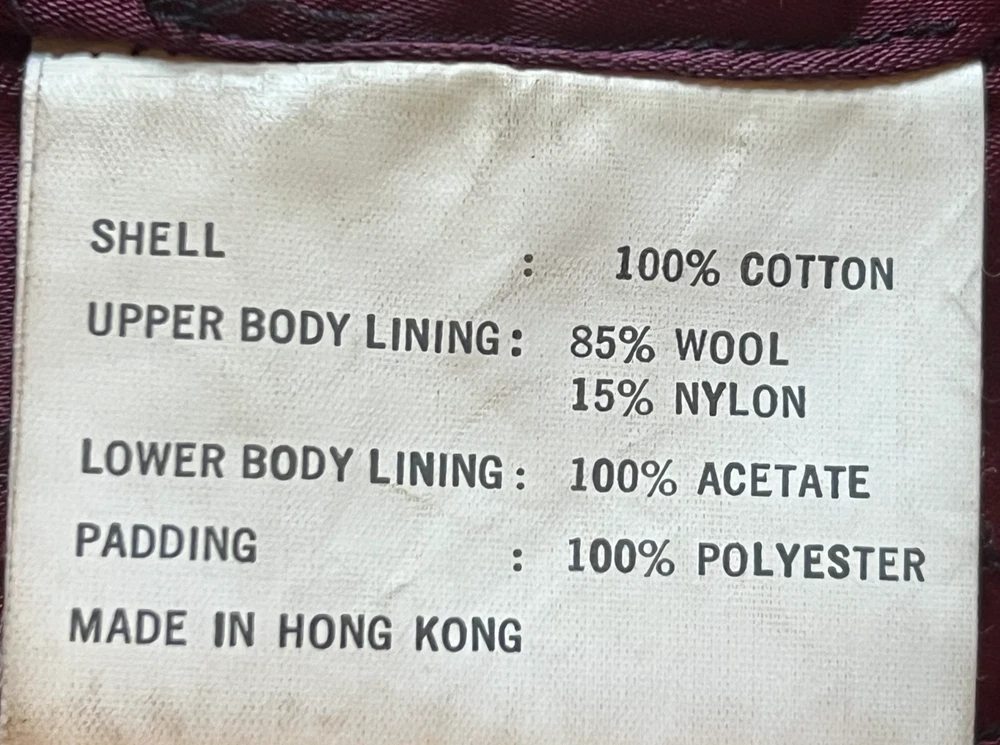 SHELL : 100% COTTON
UPPER BODY LINING: 85% WOOL
15% NYLON
LOWER BODY LINING: 100% ACETATE
PADDING : 100% POLYESTER
MADE IN HONG KONG